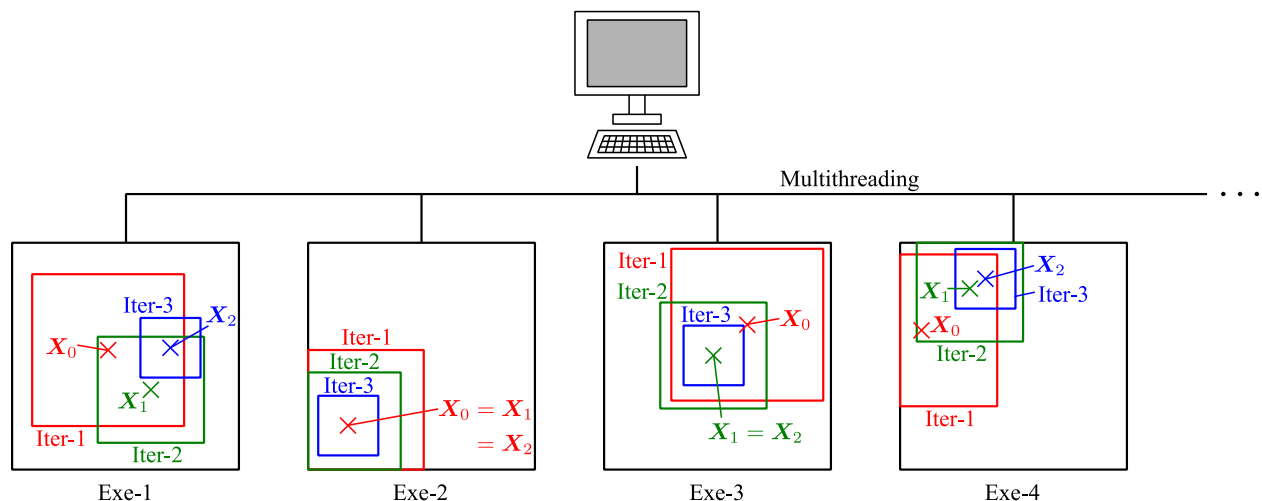 Multithreading
. . .
Iter-3
X₂
X₀
X₁
Iter-1
Iter-2
Exe-1
Iter-1
Iter-2
Iter-3
X₀ = X₁
= X₂
Exe-2
Iter-1
Iter-2
Iter-3
X₀
X₁ = X₂
Exe-3
X₂
X₁
Iter-3
X₀
Iter-2
Iter-1
Exe-4